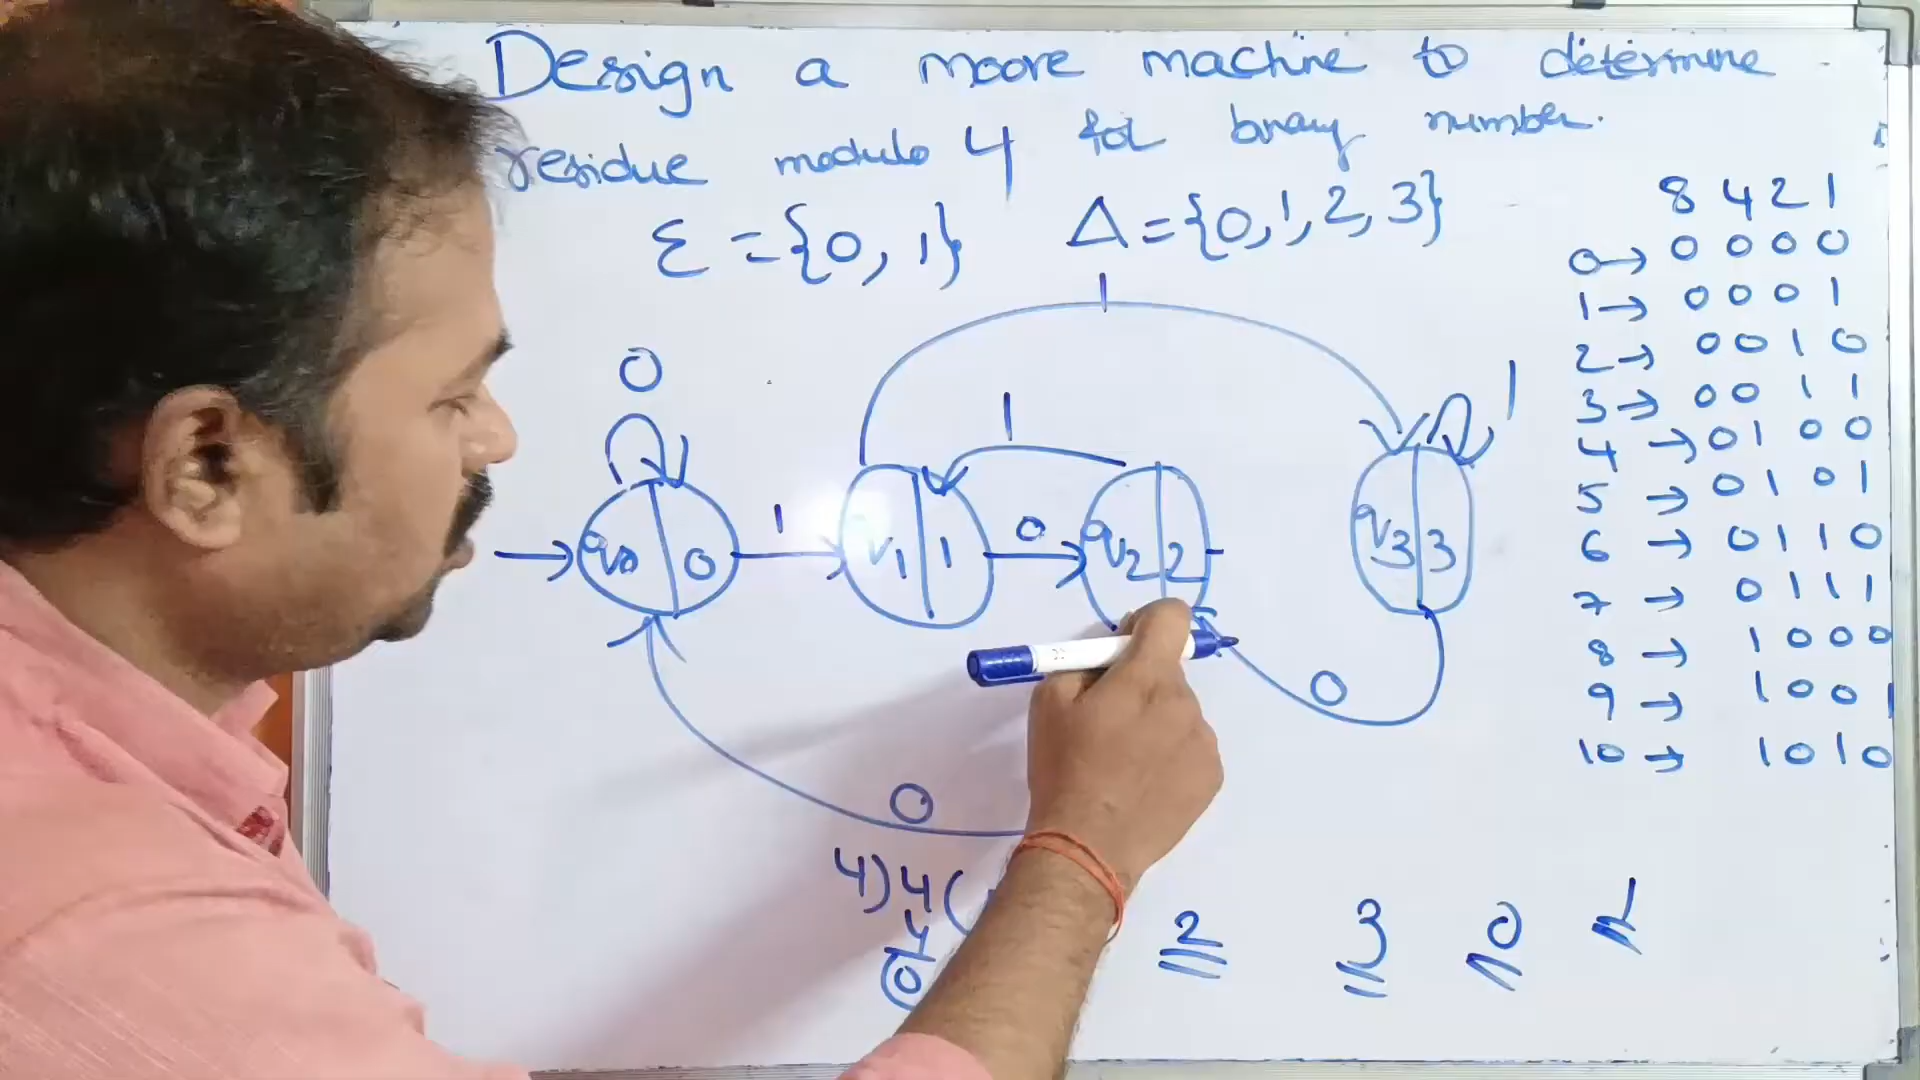 Design a moore machine to determine
residue modulo 4 for binary number.
Ɛ = {0, 1} Δ = {0, 1, 2, 3}
8 4 2 1
0 → 0 0 0 0
1 → 0 0 0 1
2 → 0 0 1 0
3 → 0 0 1 1
4 → 0 1 0 0
5 → 0 1 0 1
6 → 0 1 1 0
7 → 0 1 1 1
8 → 1 0 0 0
9 → 1 0 0 1
10 → 1 0 1 0
1
0
1
1
q0 | 0
1
q1 | 1
0
q2 | 2
q3 | 3
0
0
4 ) 4 (
4
0
2 3 0 1